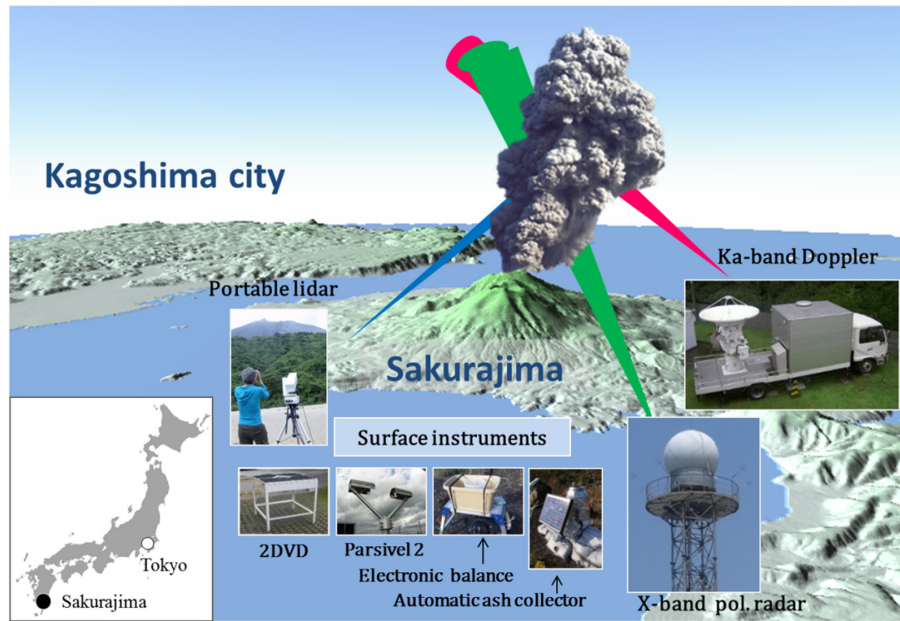 Kagoshima city
Ka-band Doppler
Portable lidar
Sakurajima
Surface instruments
2DVD
Parsivel 2
Electronic balance
Automatic ash collector
X-band pol. radar
Tokyo
Sakurajima